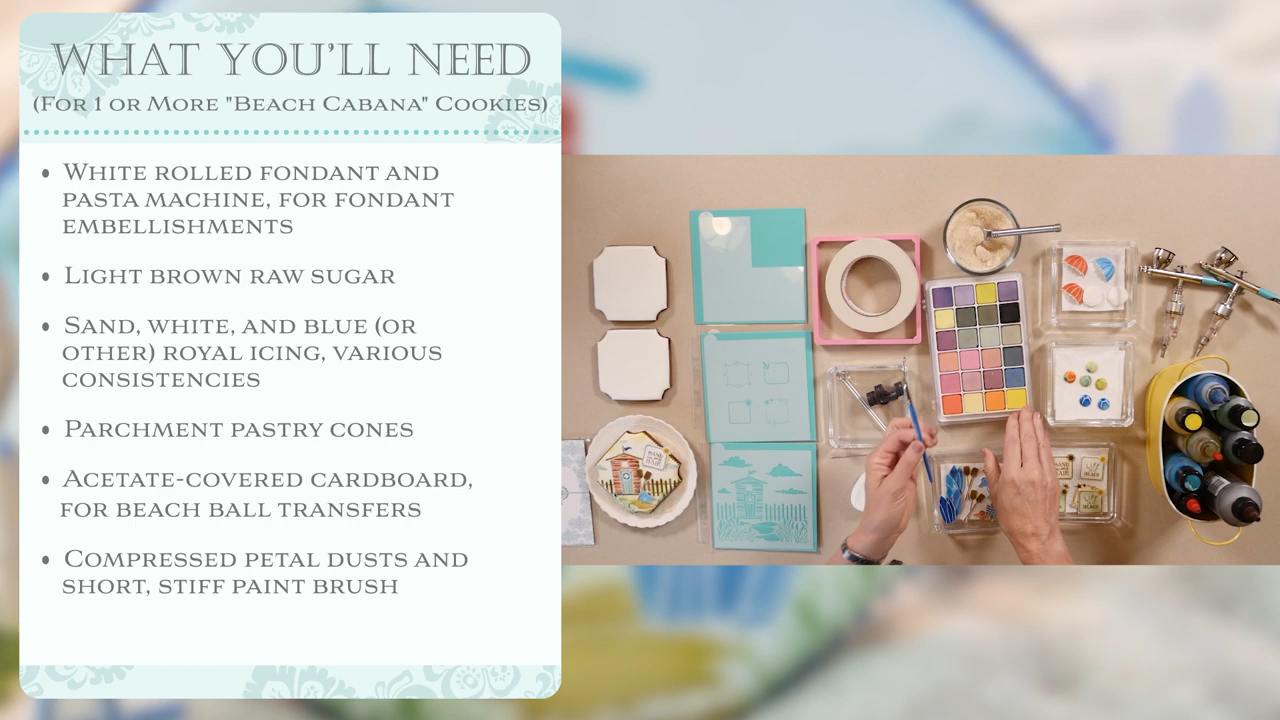 WHAT YOU'LL NEED
(FOR 1 OR MORE "BEACH CABANA" COOKIES)
• WHITE ROLLED FONDANT AND
PASTA MACHINE, FOR FONDANT
EMBELLISHMENTS
• LIGHT BROWN RAW SUGAR
• SAND, WHITE, AND BLUE (OR
OTHER) ROYAL ICING, VARIOUS
CONSISTENCIES
• PARCHMENT PASTRY CONES
• ACETATE-COVERED CARDBOARD,
FOR BEACH BALL TRANSFERS
• COMPRESSED PETAL DUSTS AND
SHORT, STIFF PAINT BRUSH